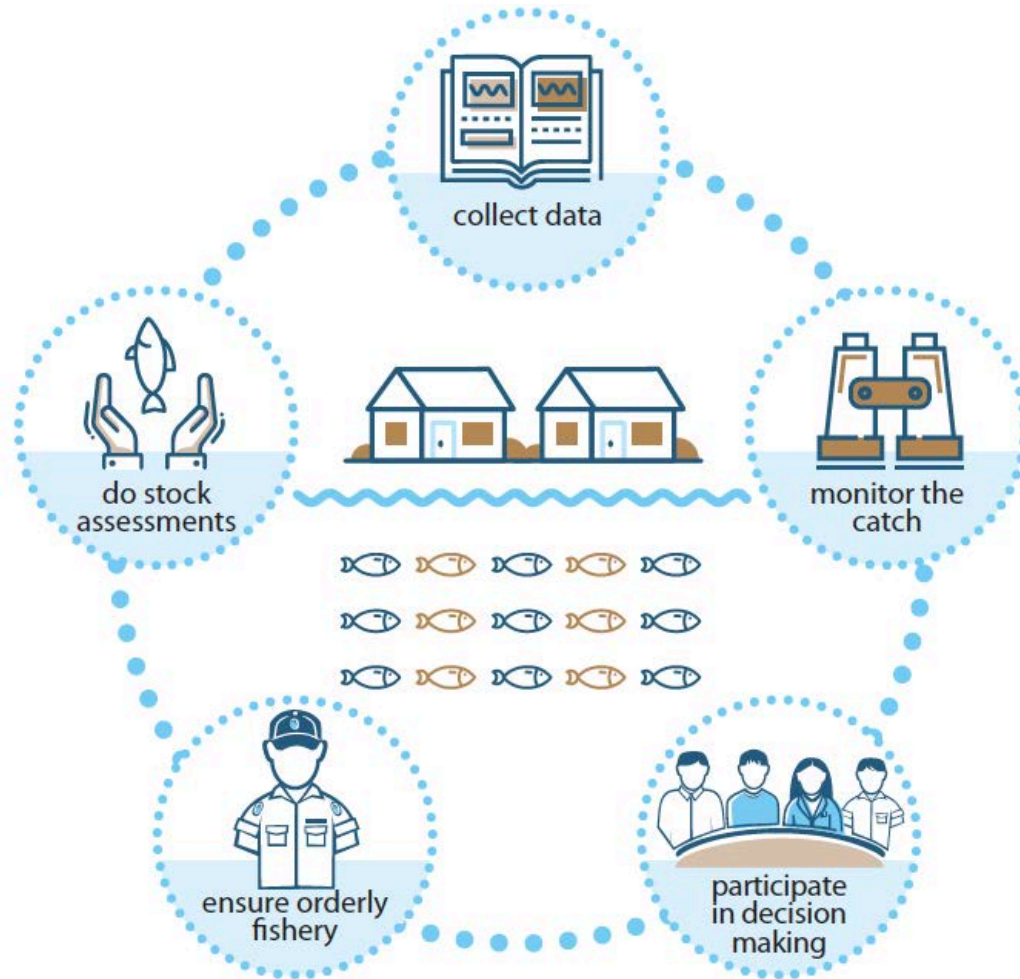 collect data
do stock
assessments
monitor the
catch
ensure orderly
fishery
participate
in decision
making